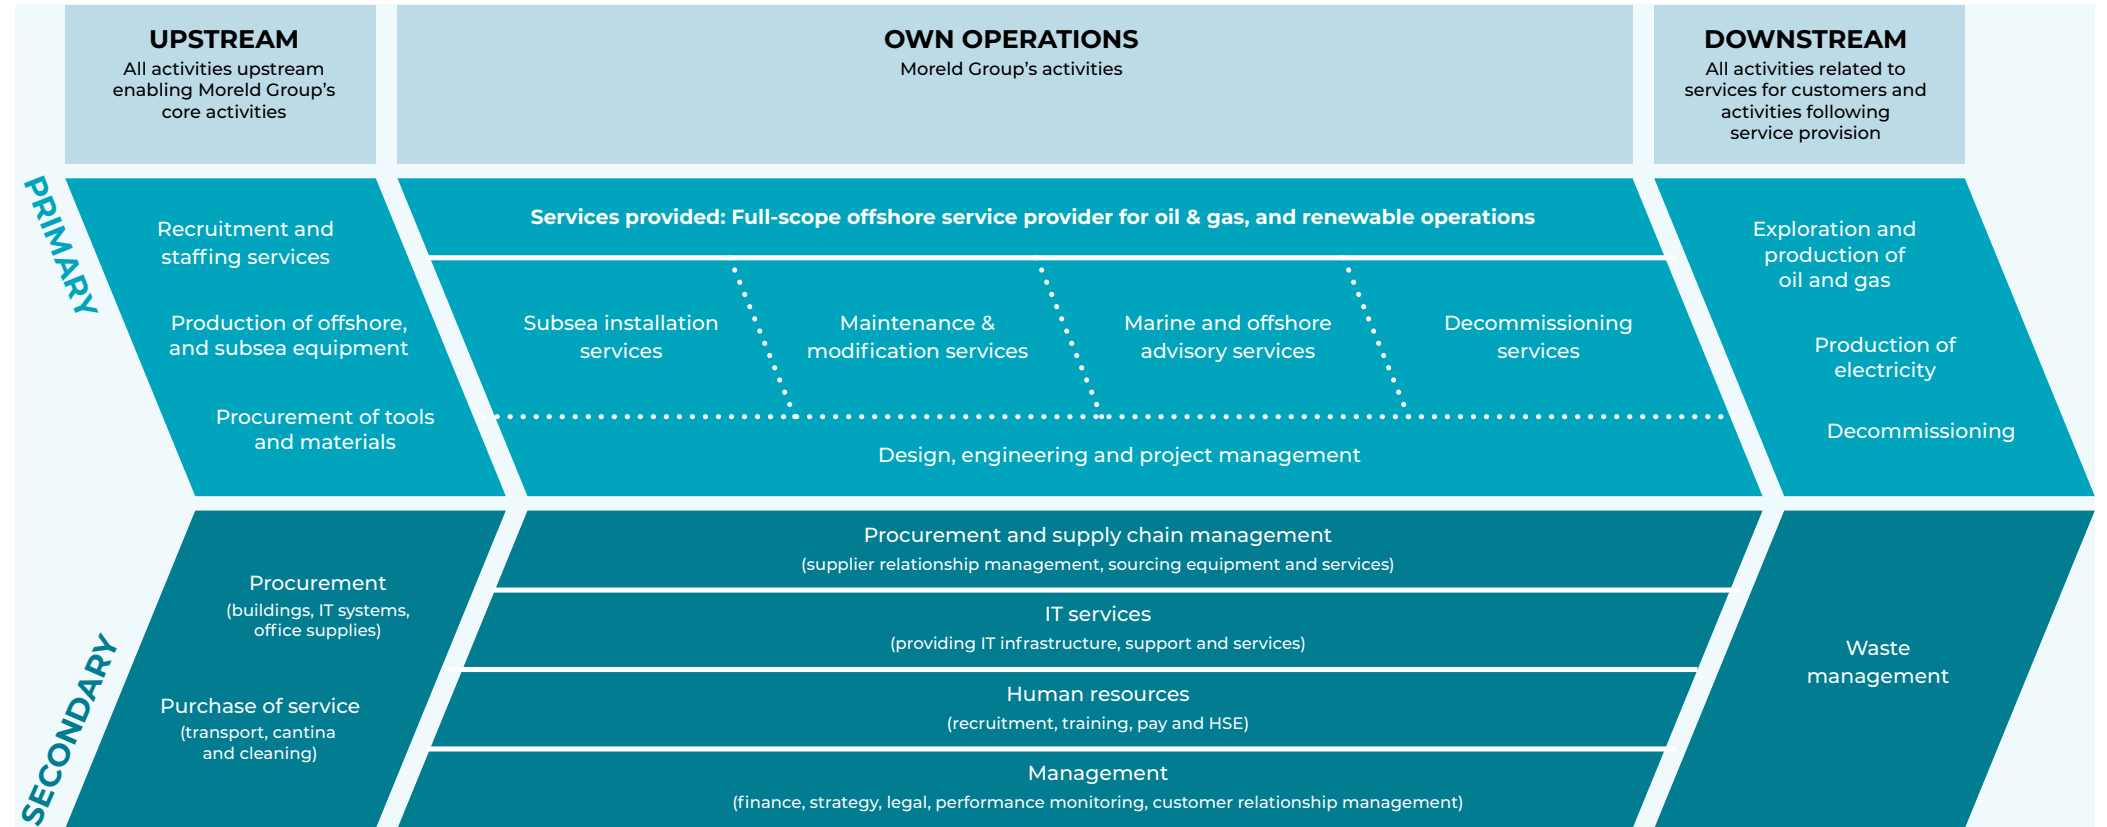 UPSTREAM
All activities upstream
enabling Moreld Group’s
core activities
OWN OPERATIONS
Moreld Group’s activities
DOWNSTREAM
All activities related to
services for customers and
activities following
service provision
PRIMARY
Recruitment and
staffing services
Production of offshore,
and subsea equipment
Procurement of tools
and materials
Services provided: Full-scope offshore service provider for oil & gas, and renewable operations
Subsea installation
services
Maintenance &
modification services
Marine and offshore
advisory services
Decommissioning
services
Design, engineering and project management
Exploration and
production of
oil and gas
Production of
electricity
Decommissioning
SECONDARY
Procurement
(buildings, IT systems,
office supplies)
Purchase of service
(transport, cantina
and cleaning)
Procurement and supply chain management
(supplier relationship management, sourcing equipment and services)
IT services
(providing IT infrastructure, support and services)
Human resources
(recruitment, training, pay and HSE)
Management
(finance, strategy, legal, performance monitoring, customer relationship management)
Waste
management